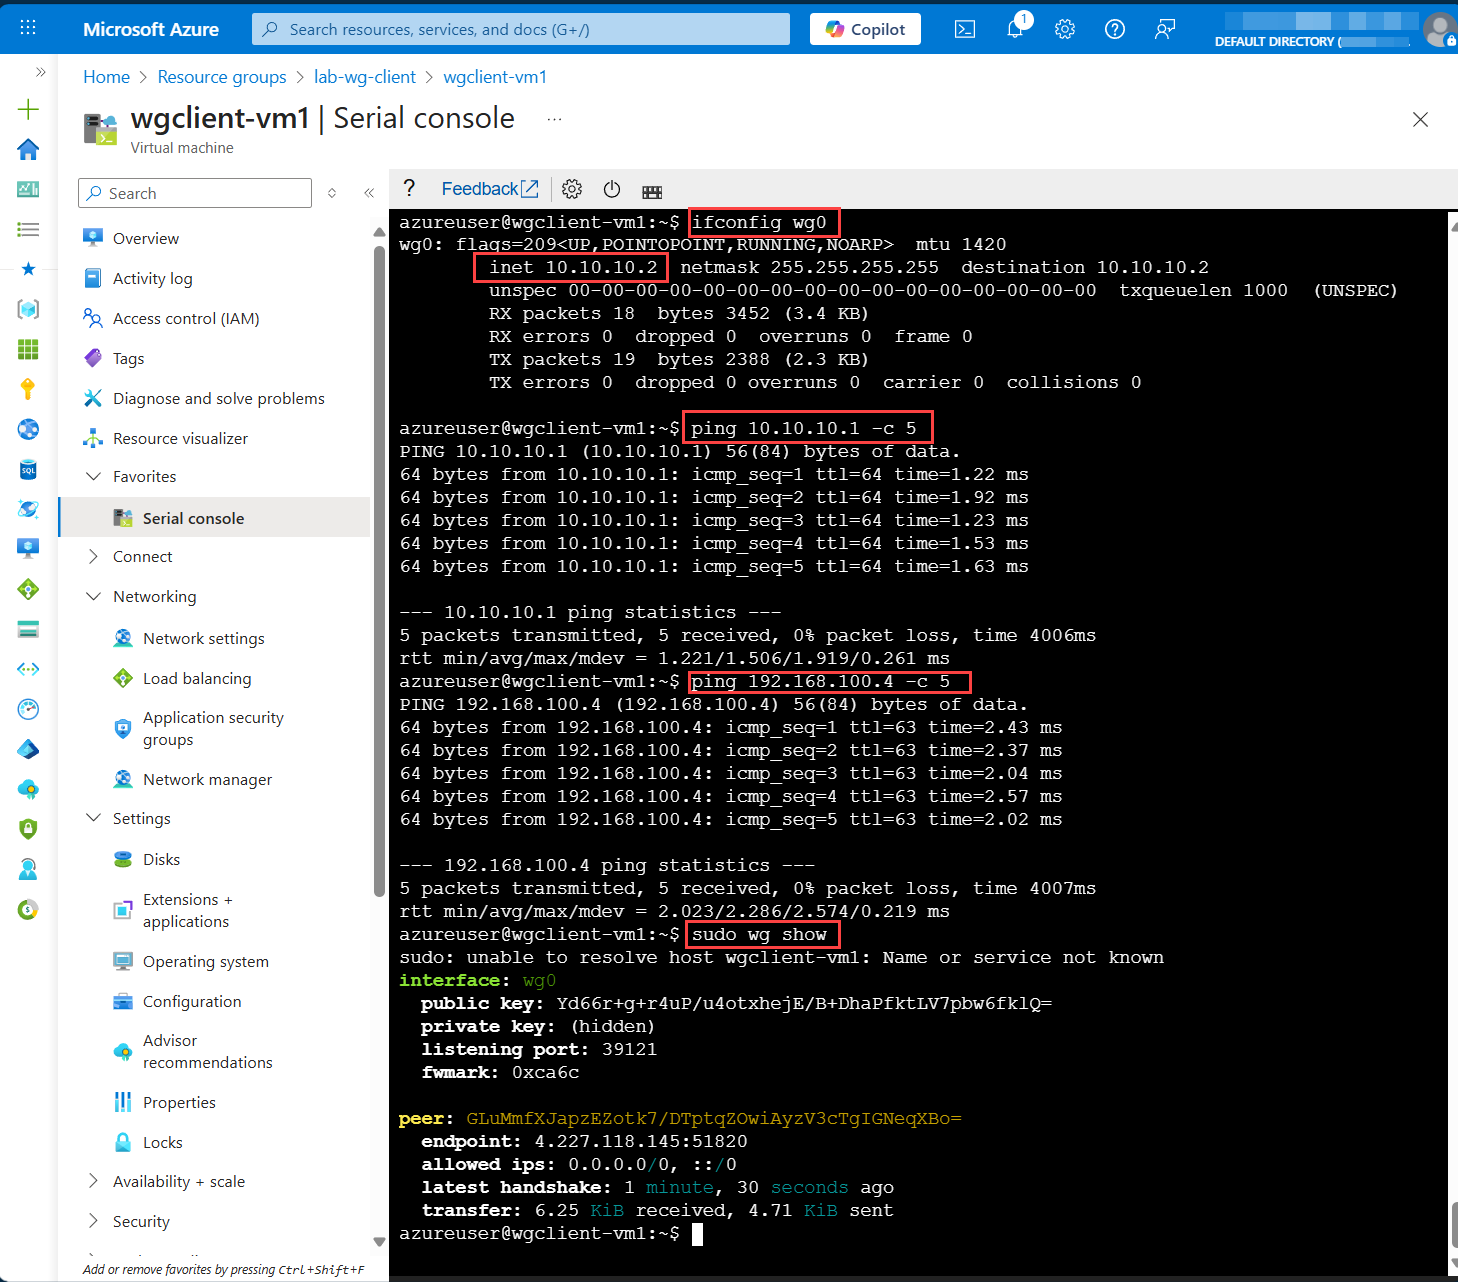 Microsoft Azure
Search resources, services, and docs (G+/)
Copilot
1
DEFAULT DIRECTORY (
Home > Resource groups > lab-wg-client > wgclient-vm1
wgclient-vm1 | Serial console ...
Virtual machine
Search
Overview
Activity log
Access control (IAM)
Tags
Diagnose and solve problems
Resource visualizer
Favorites
Serial console
Connect
Networking
Network settings
Load balancing
Application security
groups
Network manager
Settings
Disks
Extensions +
applications
Operating system
Configuration
Advisor
recommendations
Properties
Locks
Availability + scale
Security
Add or remove favorites by pressing Ctrl+Shift+F
? Feedback
azureuser@wgclient-vm1:~$ ifconfig wg0
wg0: flags=209<UP,POINTOPOINT,RUNNING,NOARP>  mtu 1420
inet 10.10.10.2  netmask 255.255.255.255  destination 10.10.10.2
unspec 00-00-00-00-00-00-00-00-00-00-00-00-00-00-00-00  txqueuelen 1000  (UNSPEC)
RX packets 18  bytes 3452 (3.4 KB)
RX errors 0  dropped 0  overruns 0  frame 0
TX packets 19  bytes 2388 (2.3 KB)
TX errors 0  dropped 0 overruns 0  carrier 0  collisions 0
azureuser@wgclient-vm1:~$ ping 10.10.10.1 -c 5
PING 10.10.10.1 (10.10.10.1) 56(84) bytes of data.
64 bytes from 10.10.10.1: icmp_seq=1 ttl=64 time=1.22 ms
64 bytes from 10.10.10.1: icmp_seq=2 ttl=64 time=1.92 ms
64 bytes from 10.10.10.1: icmp_seq=3 ttl=64 time=1.23 ms
64 bytes from 10.10.10.1: icmp_seq=4 ttl=64 time=1.53 ms
64 bytes from 10.10.10.1: icmp_seq=5 ttl=64 time=1.63 ms
--- 10.10.10.1 ping statistics ---
5 packets transmitted, 5 received, 0% packet loss, time 4006ms
rtt min/avg/max/mdev = 1.221/1.506/1.919/0.261 ms
azureuser@wgclient-vm1:~$ ping 192.168.100.4 -c 5
PING 192.168.100.4 (192.168.100.4) 56(84) bytes of data.
64 bytes from 192.168.100.4: icmp_seq=1 ttl=63 time=2.43 ms
64 bytes from 192.168.100.4: icmp_seq=2 ttl=63 time=2.37 ms
64 bytes from 192.168.100.4: icmp_seq=3 ttl=63 time=2.04 ms
64 bytes from 192.168.100.4: icmp_seq=4 ttl=63 time=2.57 ms
64 bytes from 192.168.100.4: icmp_seq=5 ttl=63 time=2.02 ms
--- 192.168.100.4 ping statistics ---
5 packets transmitted, 5 received, 0% packet loss, time 4007ms
rtt min/avg/max/mdev = 2.023/2.286/2.574/0.219 ms
azureuser@wgclient-vm1:~$ sudo wg show
sudo: unable to resolve host wgclient-vm1: Name or service not known
interface: wg0
public key: Yd66r+g+r4uP/u4otxhejE/B+DhaPfktLV7pbw6fklQ=
private key: (hidden)
listening port: 39121
fwmark: 0xca6c
peer: GLuMmfXJapzEZotk7/DTptqZOwiAyzV3cTgIGNeqXBo=
endpoint: 4.227.118.145:51820
allowed ips: 0.0.0.0/0, ::/0
latest handshake: 1 minute, 30 seconds ago
transfer: 6.25 KiB received, 4.71 KiB sent
azureuser@wgclient-vm1:~$